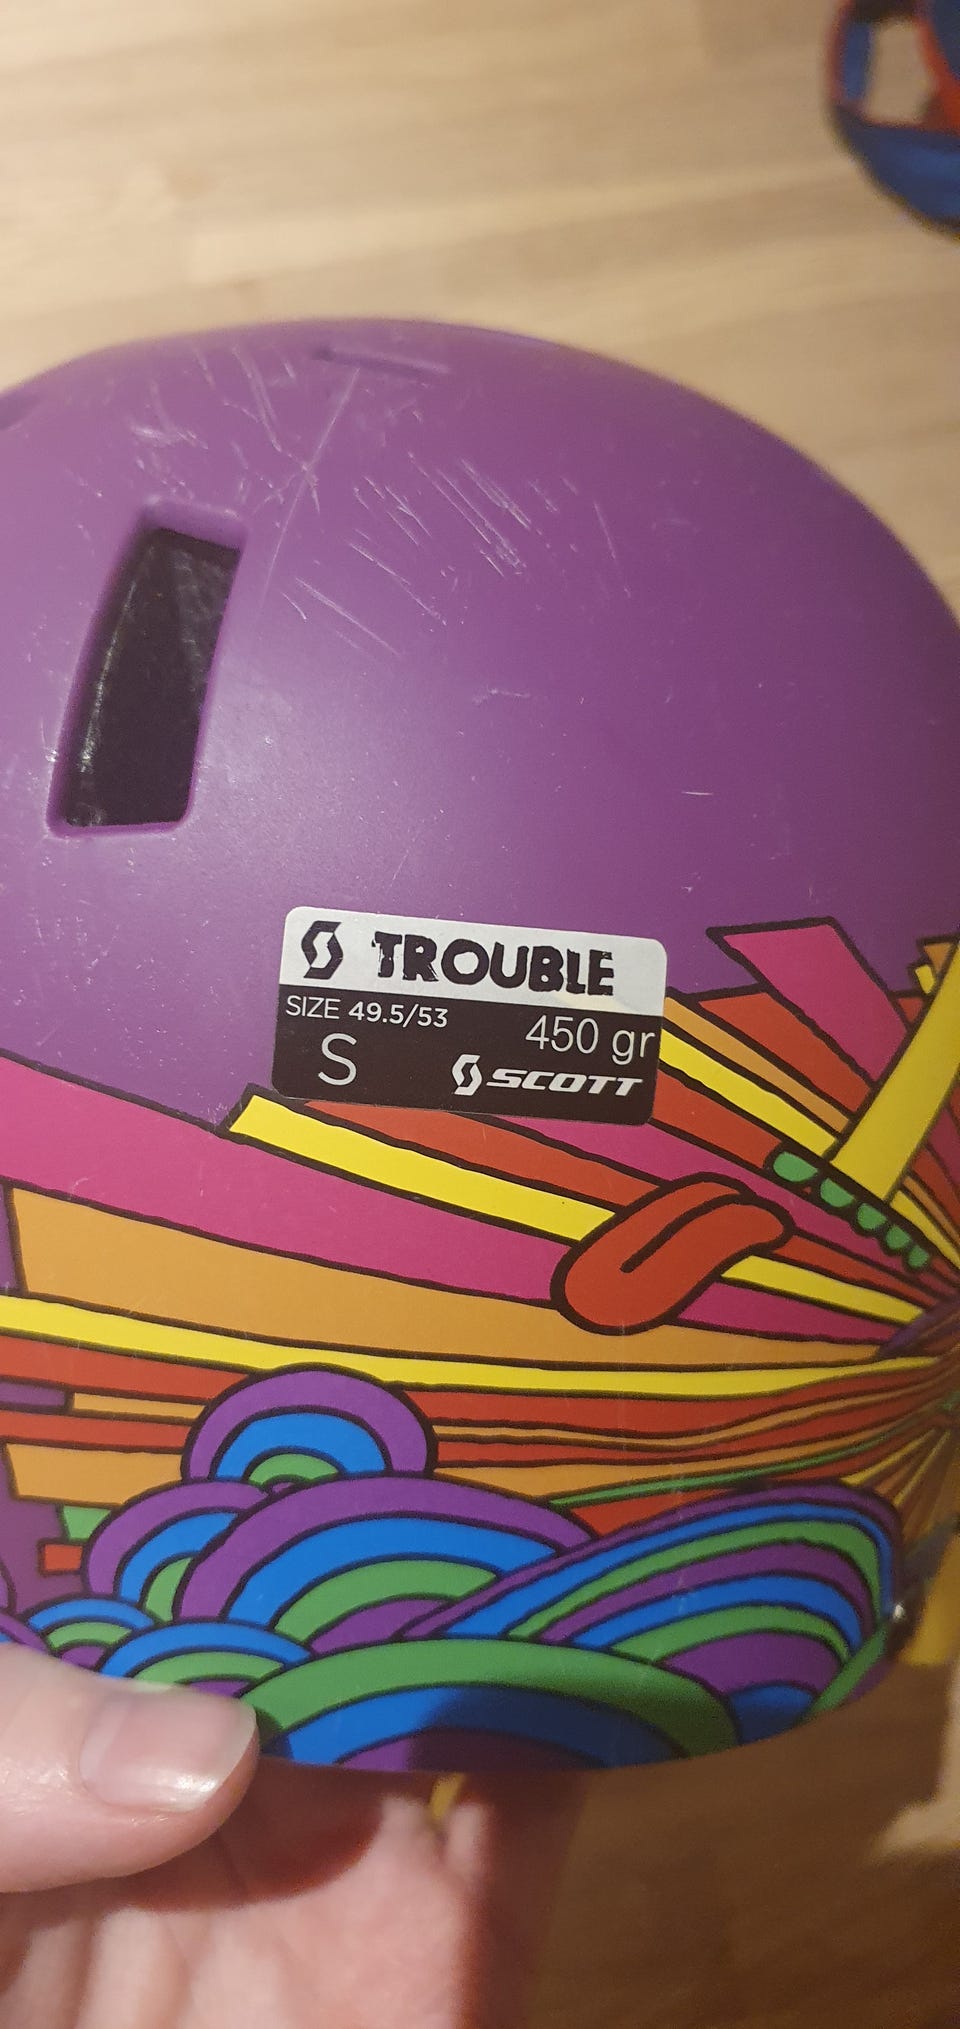 TROUBLE
SIZE 49.5/53
450 gr
S
SCOTT